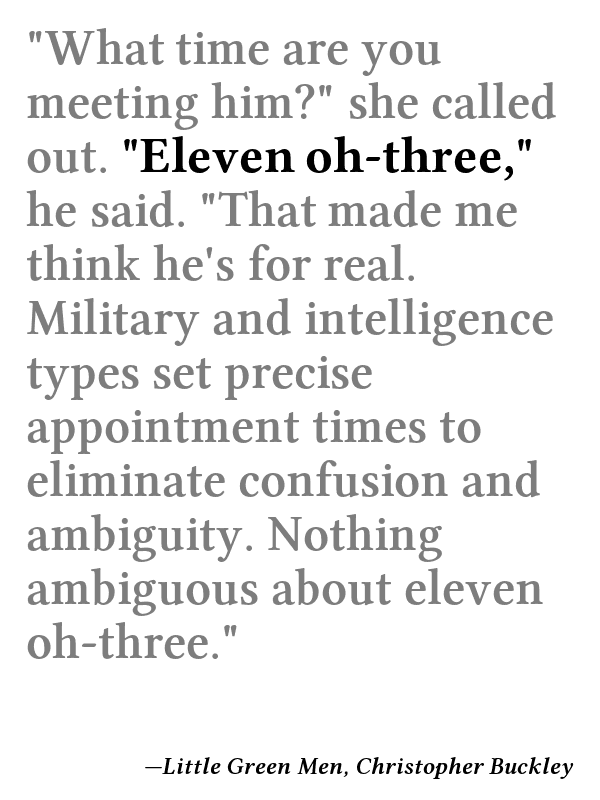 "What time are you
meeting him?" she called
out. "Eleven oh-three,"
he said. "That made me
think he's for real.
Military and intelligence
types set precise
appointment times to
eliminate confusion and
ambiguity. Nothing
ambiguous about eleven
oh-three."
—Little Green Men, Christopher Buckley